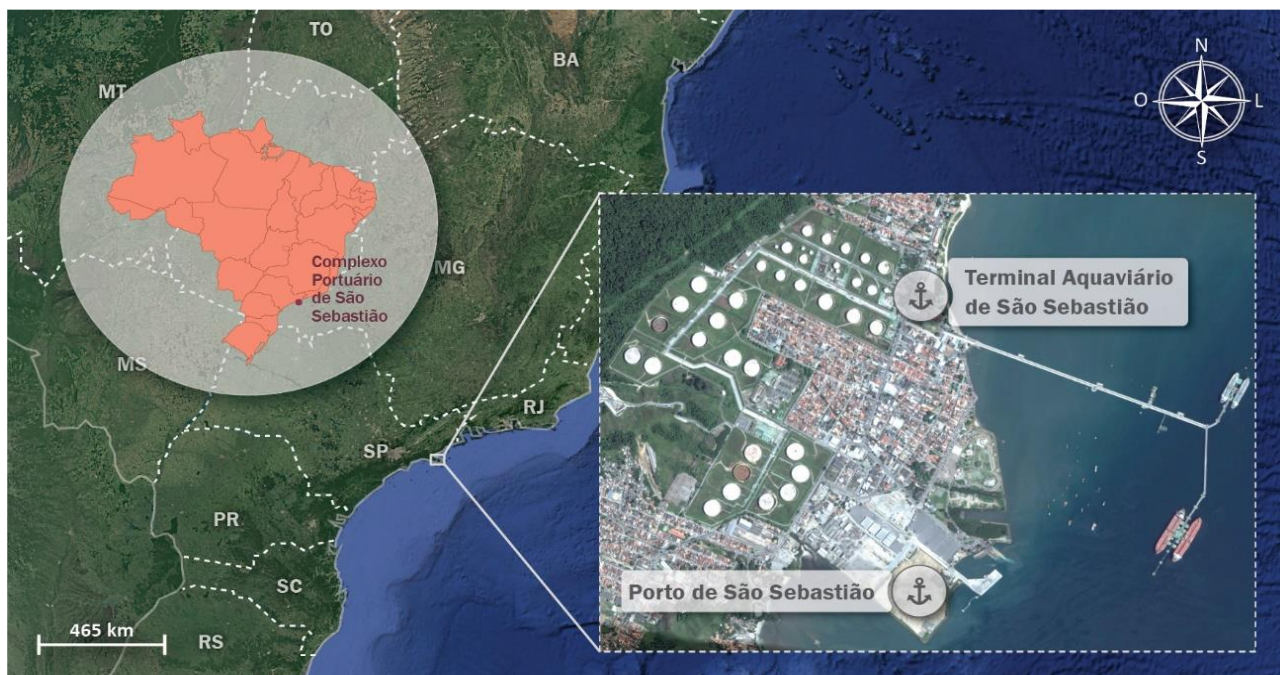 TO
BA
MT
N
O
L
S
Complexo
Portuário
de São
Sebastião
MG
Terminal Aquaviário
de São Sebastião
MS
RJ
SP
PR
Porto de São Sebastião
SC
465 km
RS